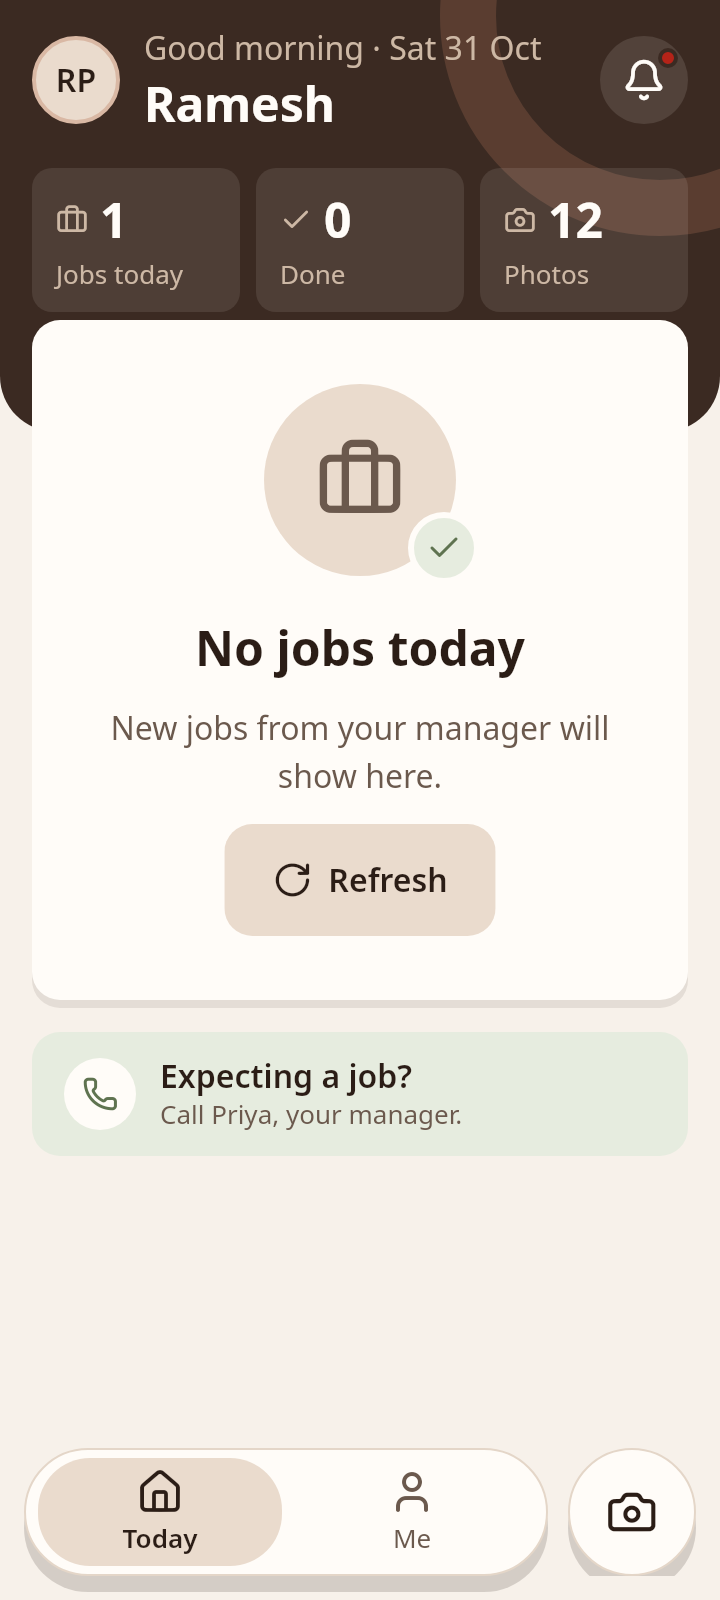 RP
Good morning · Sat 31 Oct
Ramesh
1
Jobs today
0
Done
12
Photos
No jobs today
New jobs from your manager will
show here.
Refresh
Expecting a job?
Call Priya, your manager.
Today
Me